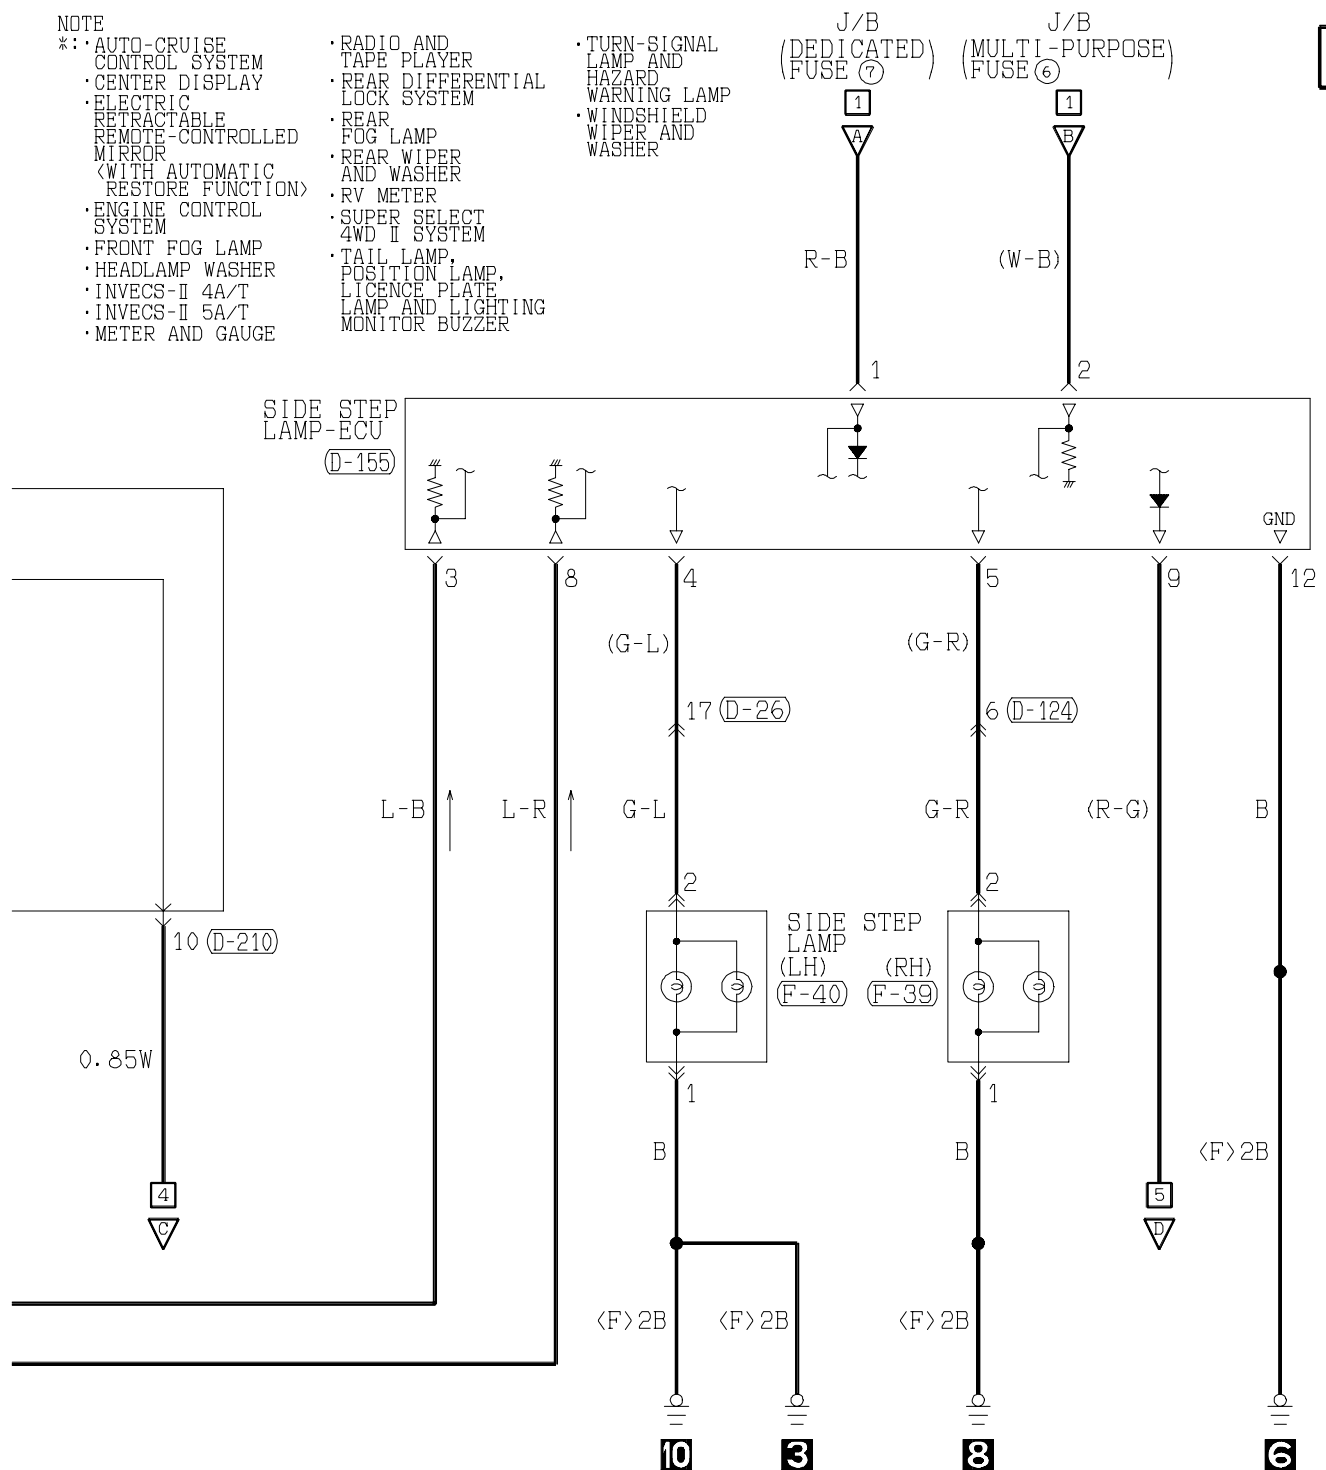 NOTE
*:·AUTO-CRUISE
CONTROL SYSTEM
·CENTER DISPLAY
·ELECTRIC
RETRACTABLE
REMOTE-CONTROLLED
MIRROR
<WITH AUTOMATIC
RESTORE FUNCTION>
·ENGINE CONTROL
SYSTEM
·FRONT FOG LAMP
·HEADLAMP WASHER
·INVECS-Ⅱ 4A/T
·INVECS-Ⅱ 5A/T
·METER AND GAUGE
·RADIO AND
TAPE PLAYER
·REAR DIFFERENTIAL
LOCK SYSTEM
·REAR
FOG LAMP
·REAR WIPER
AND WASHER
·RV METER
·SUPER SELECT
4WD Ⅱ SYSTEM
·TAIL LAMP,
POSITION LAMP,
LICENCE PLATE
LAMP AND LIGHTING
MONITOR BUZZER
·TURN-SIGNAL
LAMP AND
HAZARD
WARNING LAMP
·WINDSHIELD
WIPER AND
WASHER
J/B
(DEDICATED)
(FUSE ⑦)
J/B
(MULTI-PURPOSE)
(FUSE ⑥)
1
1
A
B
R-B
(W-B)
1
2
SIDE STEP
LAMP-ECU
(D-155)
GND
3
8
4
5
9
12
(G-L)
(G-R)
17 (D-26)
6 (D-124)
L-B
L-R
G-L
G-R
(R-G)
B
2
2
10 (D-210)
SIDE STEP
LAMP
(LH)
(RH)
(F-40)
(F-39)
0.85W
1
1
B
B
<F>2B
4
5
C
D
<F>2B
<F>2B
<F>2B
10
3
8
6